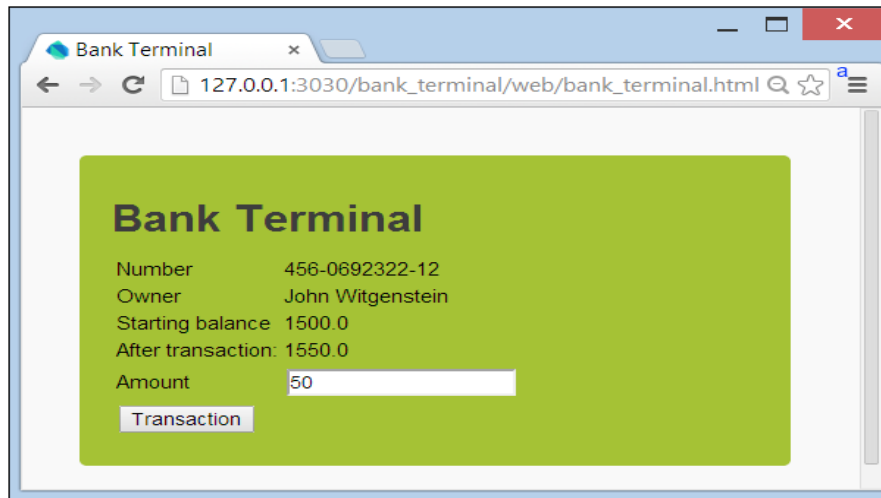 Bank Terminal
127.0.0.1:3030/bank_terminal/web/bank_terminal.html
a
Bank Terminal
Number 456-0692322-12
Owner John Witgenstein
Starting balance 1500.0
After transaction: 1550.0
Amount 50
Transaction